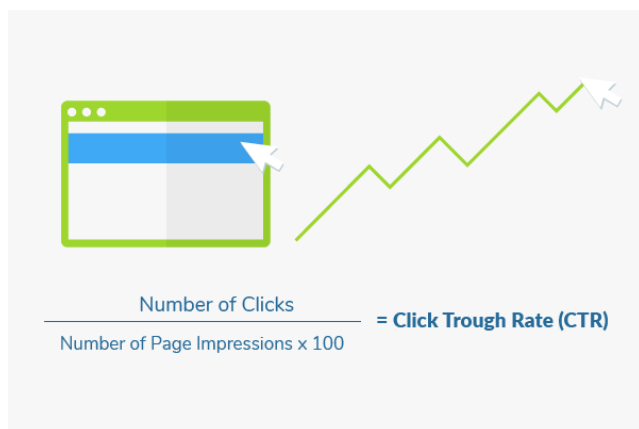 Number of Clicks
Number of Page Impressions x 100
= Click Trough Rate (CTR)